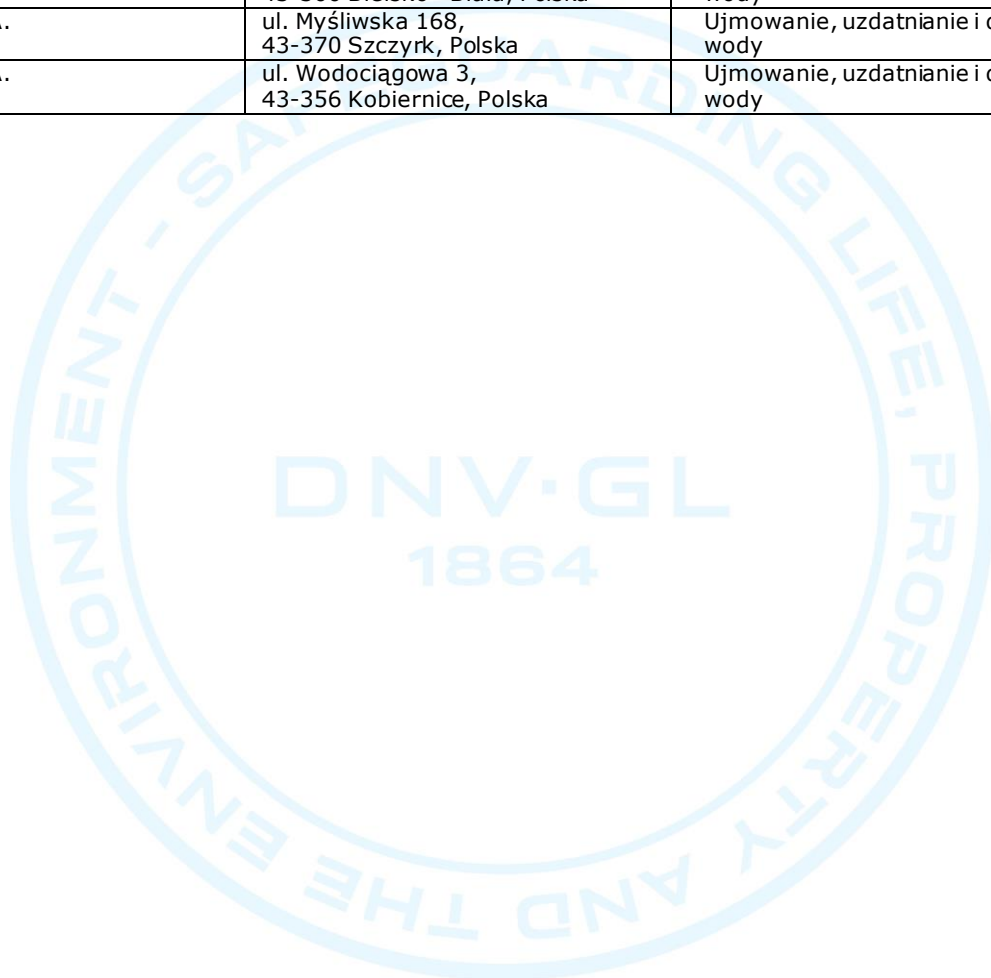 wody
A.
ul. Myśliwska 168,
43-370 Szczyrk, Polska
Ujmowanie, uzdatnianie i
wody
A.
ul. Wodociągowa 3,
43-356 Kobiernice, Polska
Ujmowanie, uzdatnianie i
wody
SAFEGUARDING LIFE, PROPERTY AND THE ENVIRONMENT -
DNV·GL
1864